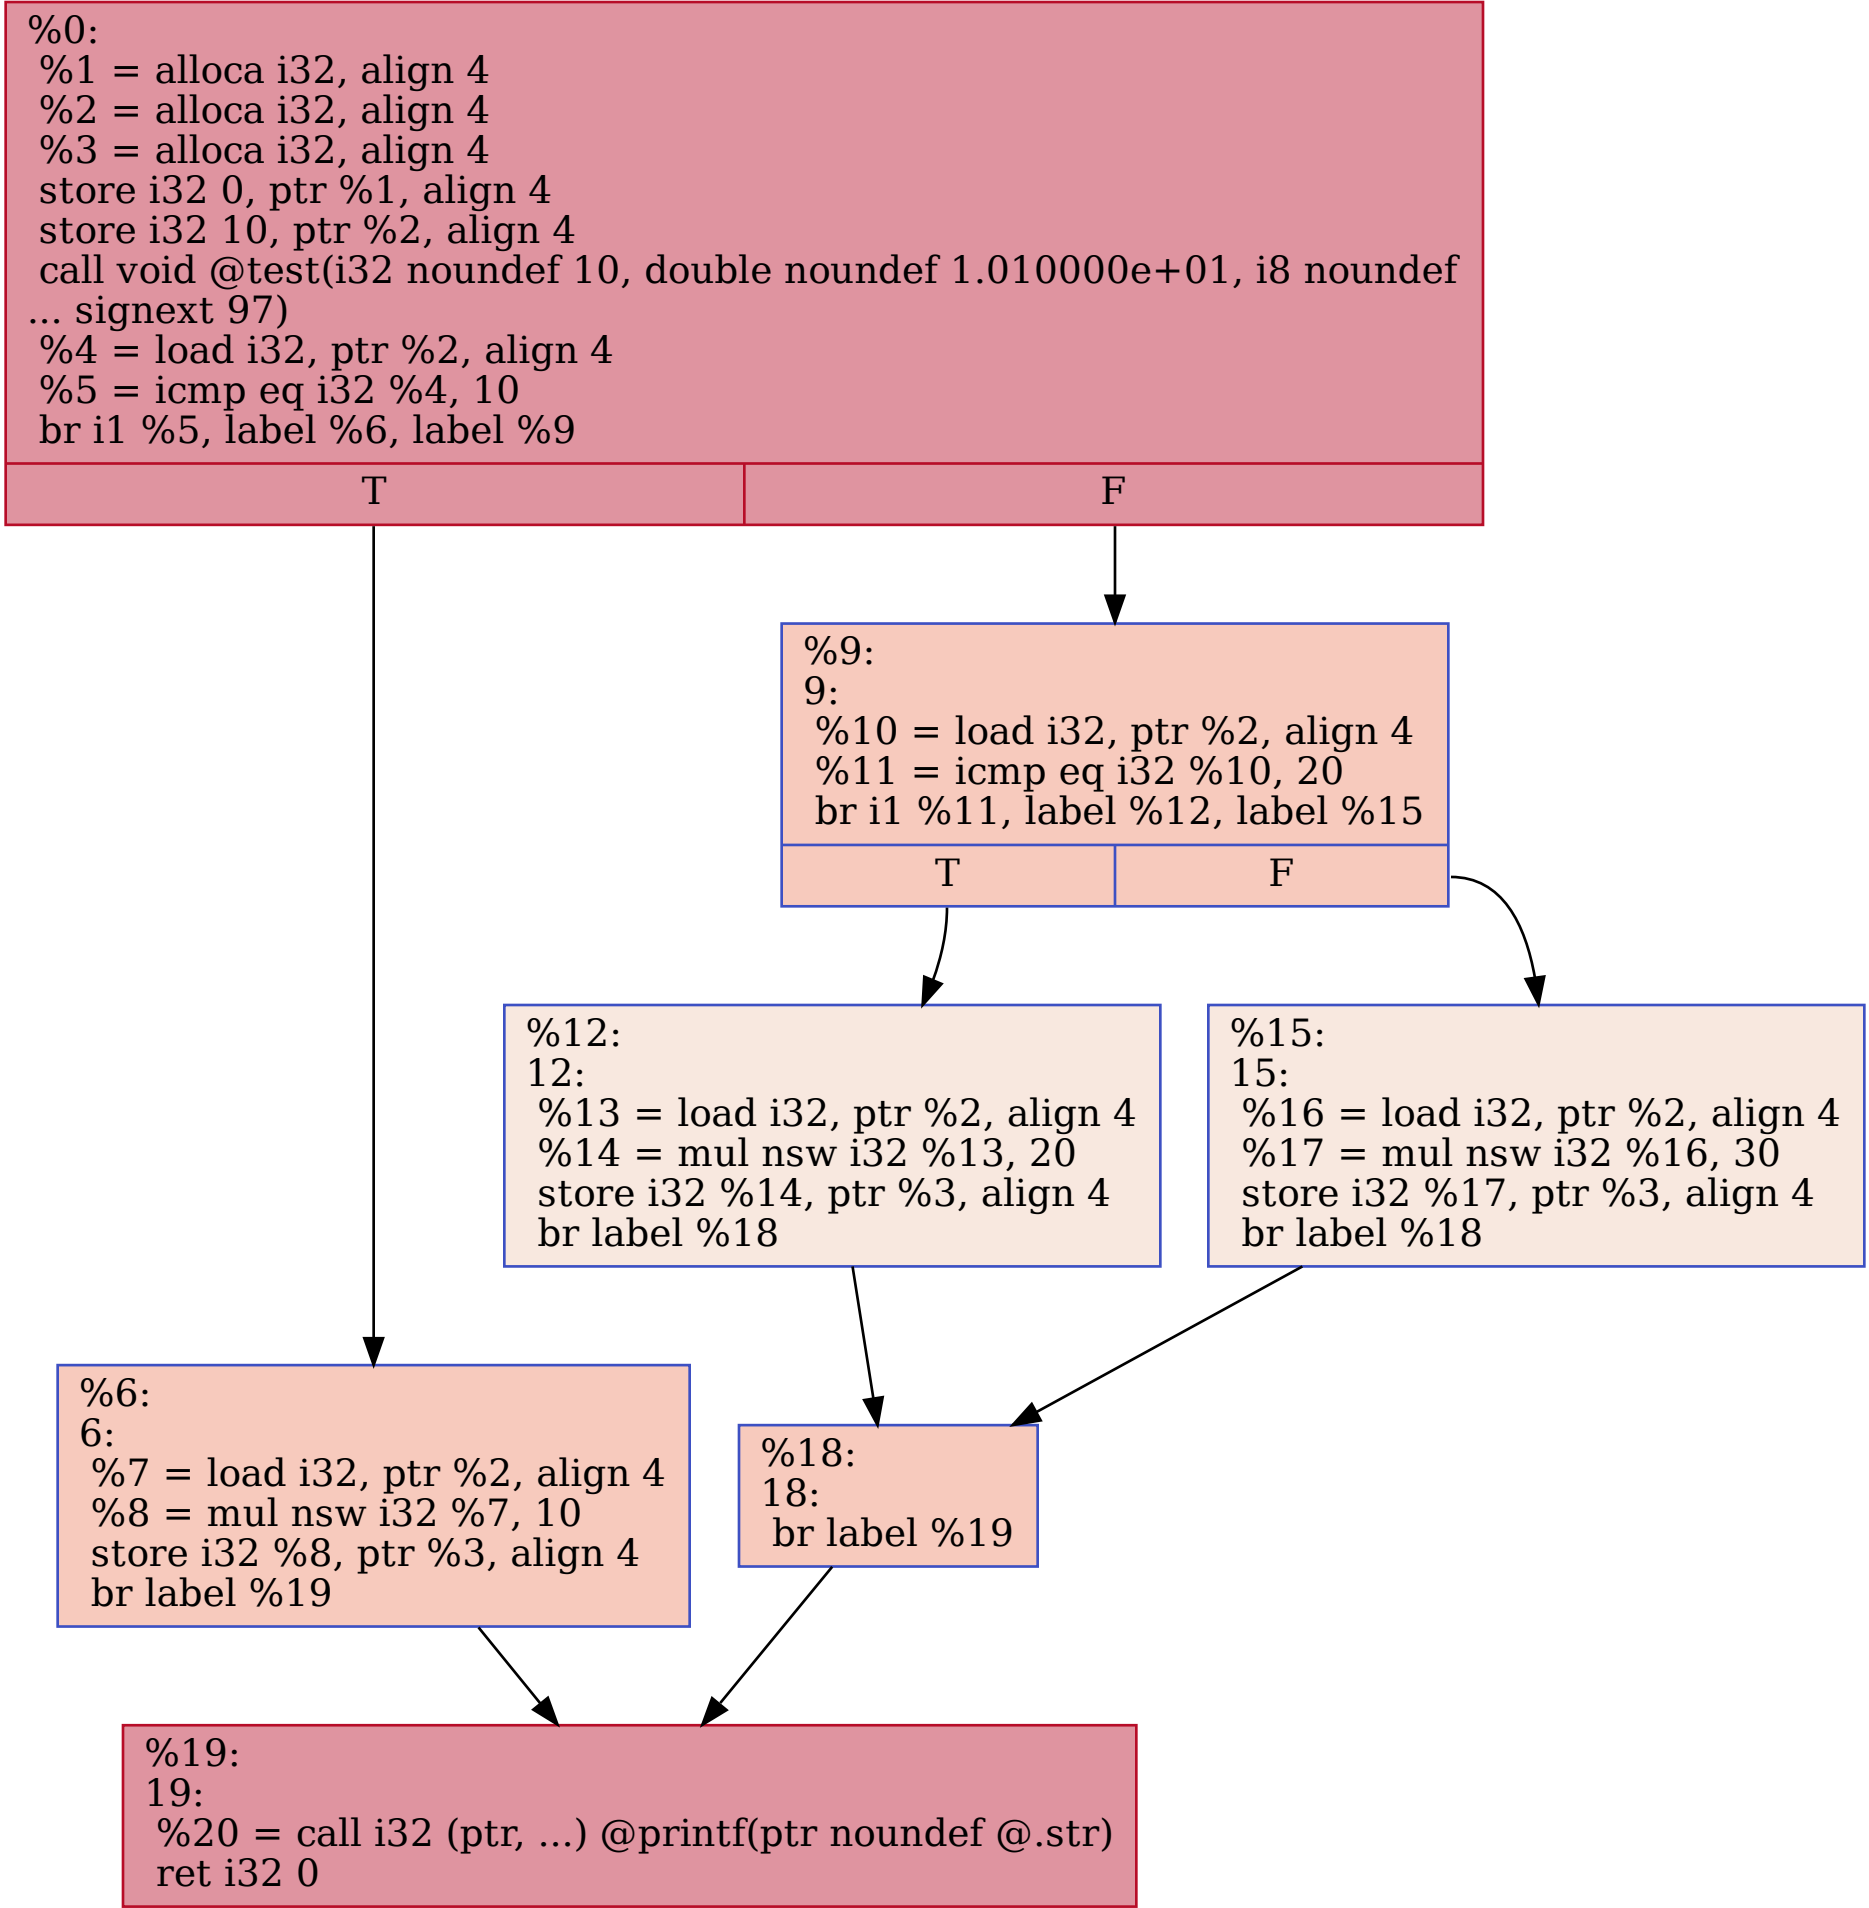 %0:
%1 = alloca i32, align 4
%2 = alloca i32, align 4
%3 = alloca i32, align 4
store i32 0, ptr %1, align 4
store i32 10, ptr %2, align 4
call void @test(i32 noundef 10, double noundef 1.010000e+01, i8 noundef
... signext 97)
%4 = load i32, ptr %2, align 4
%5 = icmp eq i32 %4, 10
br i1 %5, label %6, label %9
T
F
%9:
9:
%10 = load i32, ptr %2, align 4
%11 = icmp eq i32 %10, 20
br i1 %11, label %12, label %15
T
F
%12:
12:
%13 = load i32, ptr %2, align 4
%14 = mul nsw i32 %13, 20
store i32 %14, ptr %3, align 4
br label %18
%15:
15:
%16 = load i32, ptr %2, align 4
%17 = mul nsw i32 %16, 30
store i32 %17, ptr %3, align 4
br label %18
%6:
6:
%7 = load i32, ptr %2, align 4
%8 = mul nsw i32 %7, 10
store i32 %8, ptr %3, align 4
br label %19
%18:
18:
br label %19
%19:
19:
%20 = call i32 (ptr, ...) @printf(ptr noundef @.str)
ret i32 0